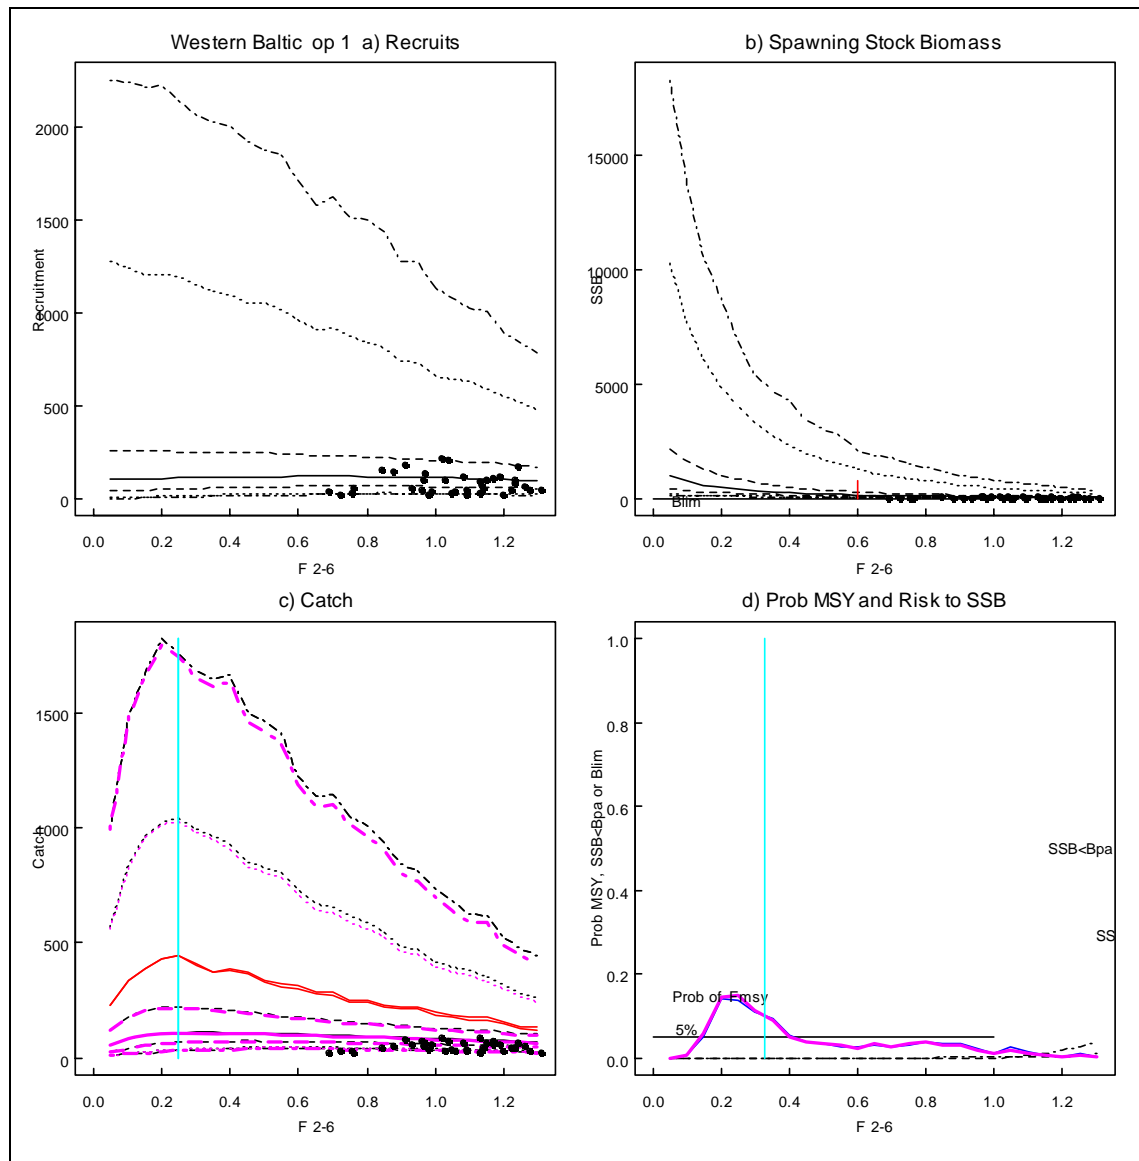 Western Baltic op 1 a) Recruits
Recruitment
2000
1500
1000
500
0
0.0 0.2 0.4 0.6 0.8 1.0 1.2
F 2-6
b) Spawning Stock Biomass
SSB
15000
10000
5000
0
Blim
0.0 0.2 0.4 0.6 0.8 1.0 1.2
F 2-6
c) Catch
Catch
1500
1000
500
0
0.0 0.2 0.4 0.6 0.8 1.0 1.2
F 2-6
d) Prob MSY and Risk to SSB
Prob MSY, SSB<Bpa or Blim
1.0
0.8
0.6
0.4
0.2
0.0
SSB<Bpa
SS
Prob of Fmsy
5%
0.0 0.2 0.4 0.6 0.8 1.0 1.2
F 2-6